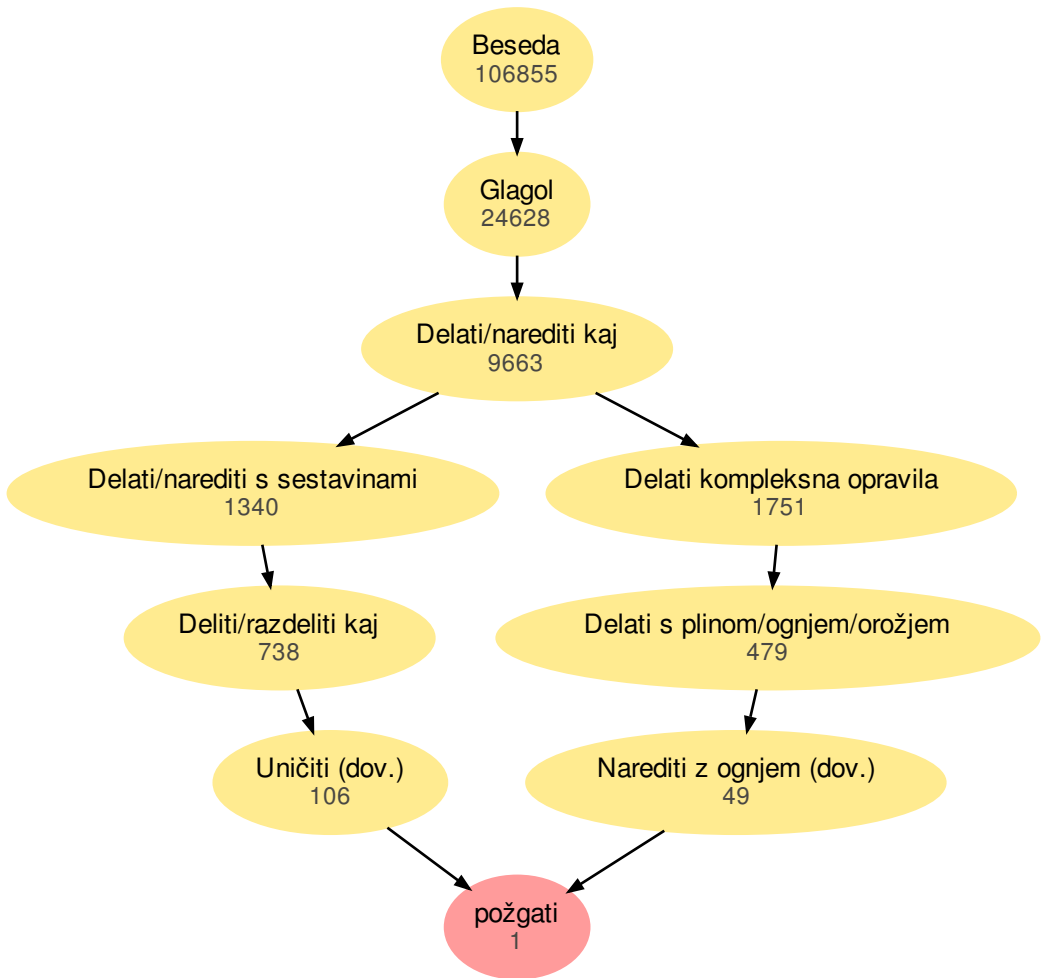 Beseda
106855
Glagol
24628
Delati/narediti kaj
9663
Delati/narediti s sestavinami
1340
Delati kompleksna opravila
1751
Deliti/razdeliti kaj
738
Delati s plinom/ognjem/orožjem
479
Uničiti (dov.)
106
Narediti z ognjem (dov.)
49
požgati
1